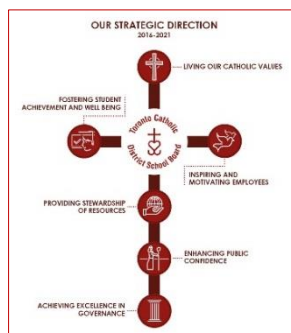 OUR STRATEGIC DIRECTION
2016-2021
LIVING OUR CATHOLIC VALUES
FOSTERING STUDENT
ACHIEVEMENT AND WELL BEING
Toronto Catholic
District School Board
INSPIRING AND
MOTIVATING EMPLOYEES
PROVIDING STEWARDSHIP
OF RESOURCES
ENHANCING PUBLIC
CONFIDENCE
ACHIEVING EXCELLENCE IN
GOVERNANCE